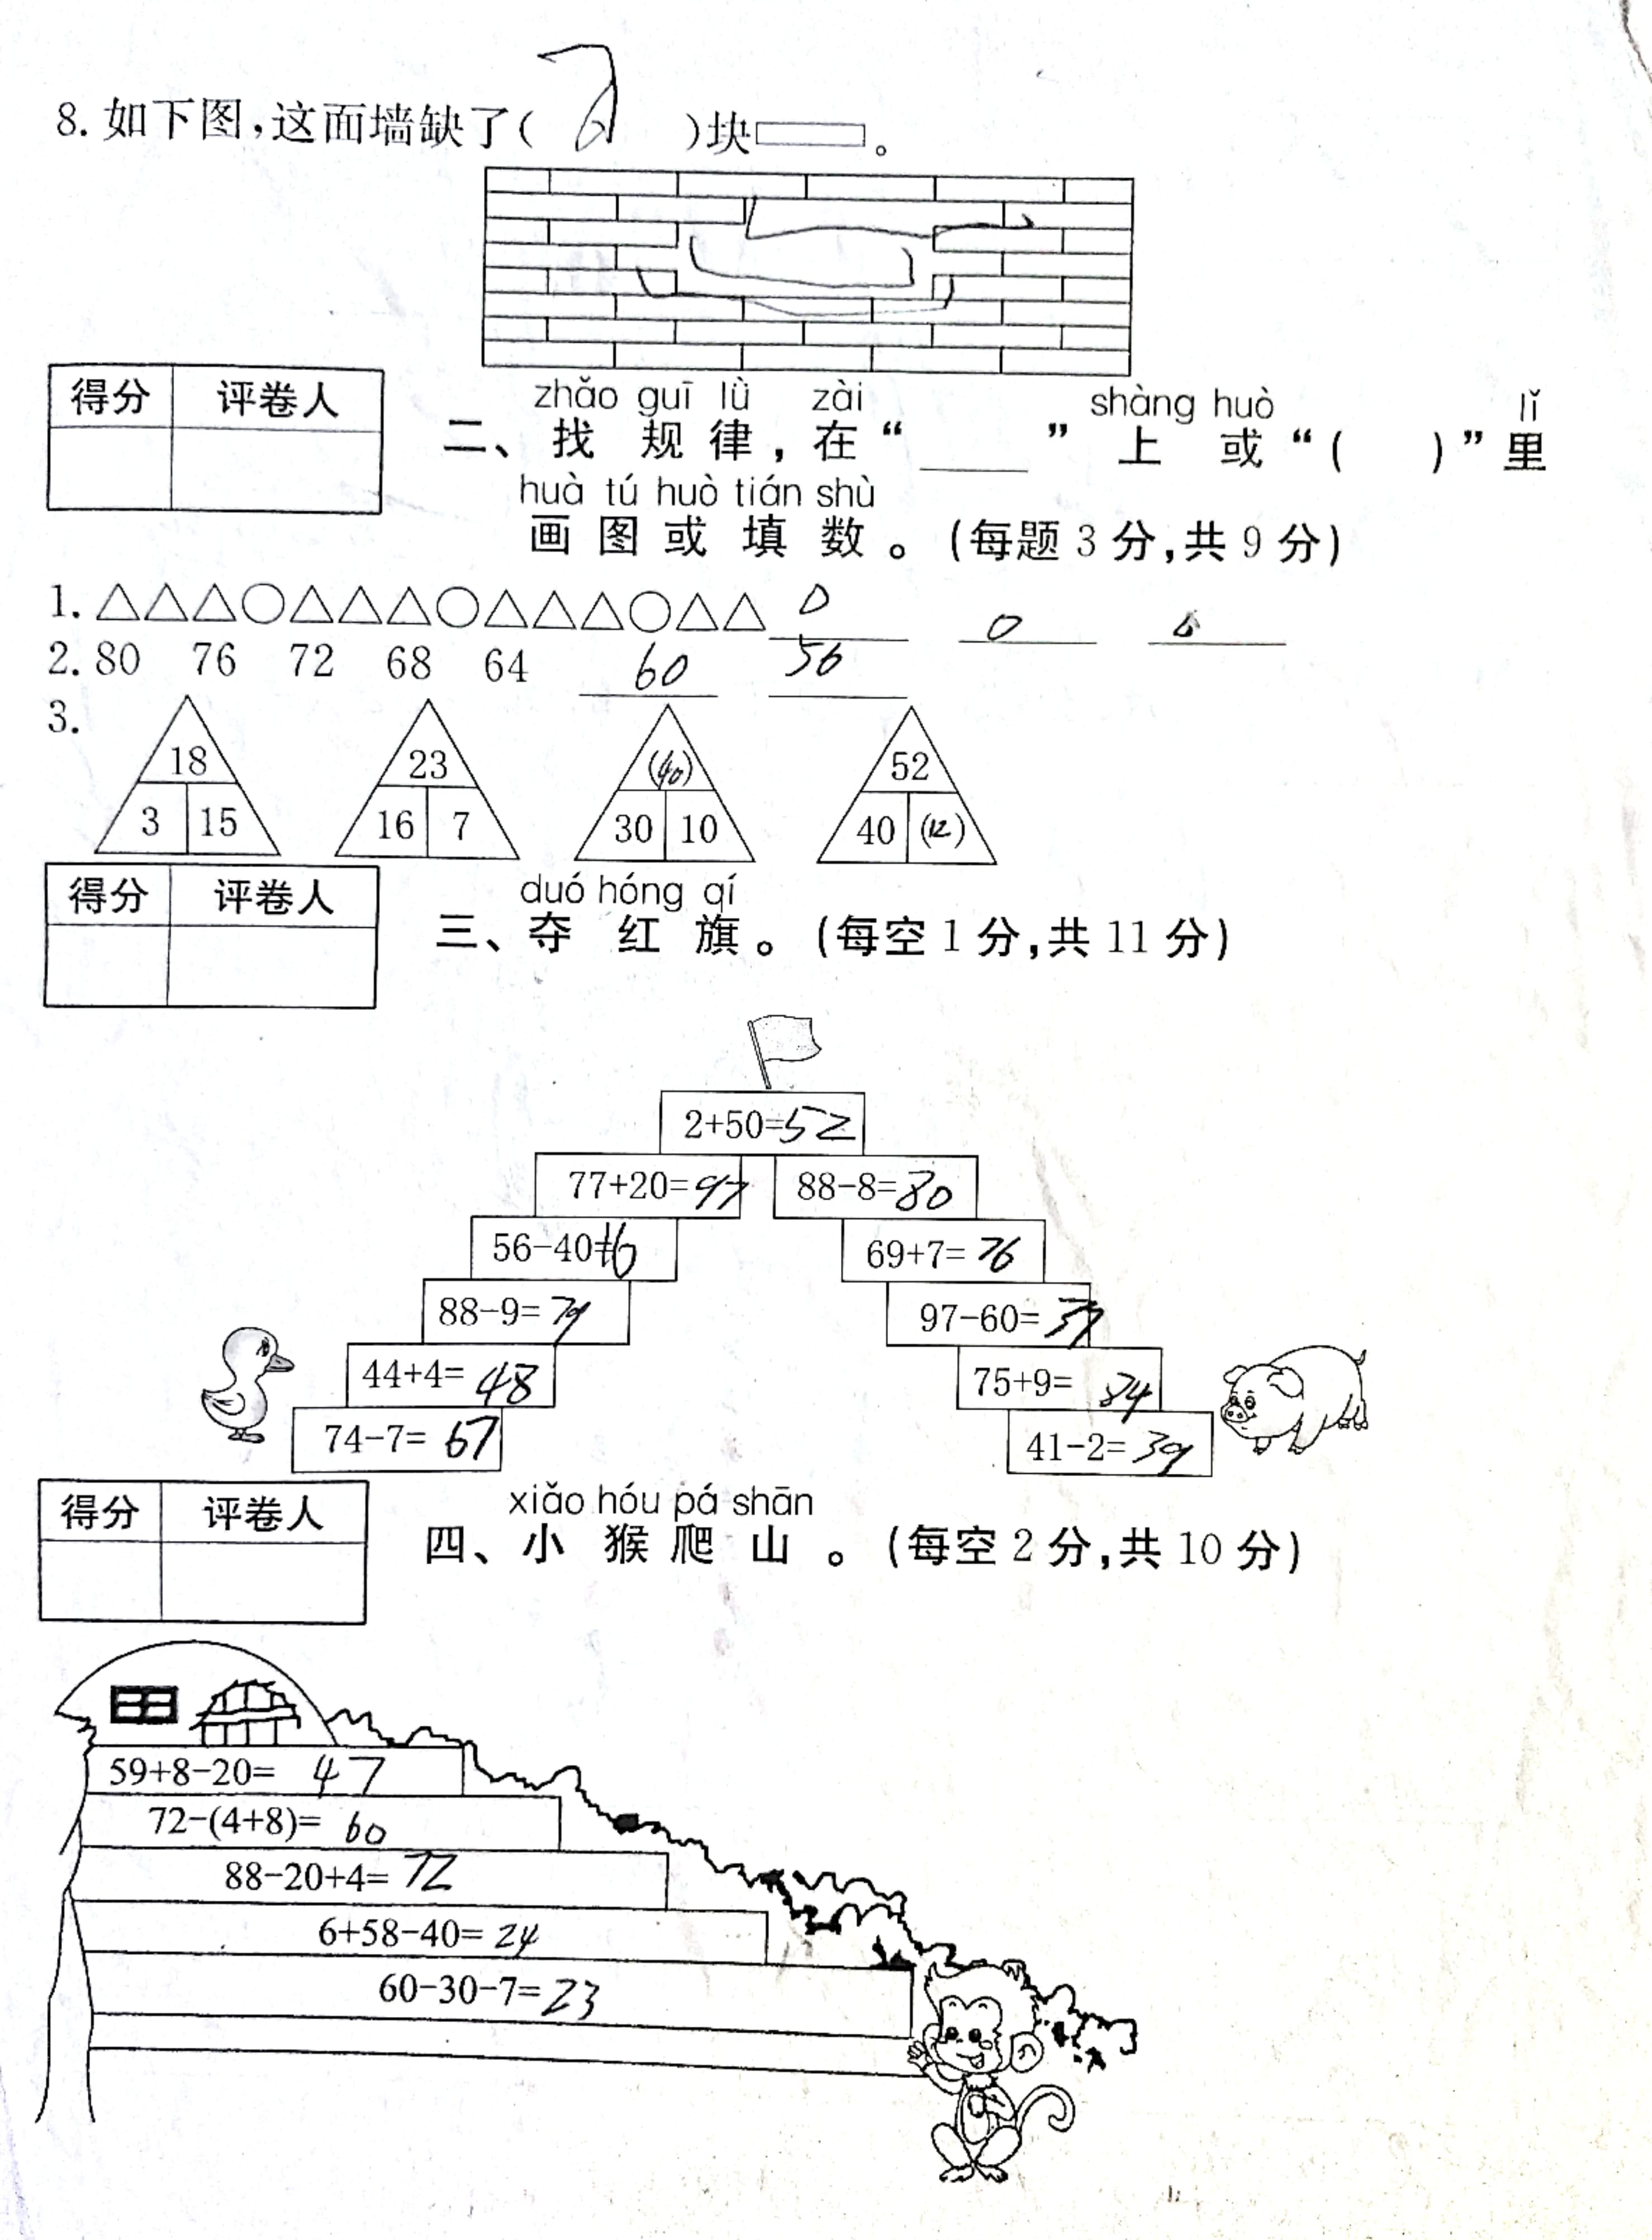 8. 如下图,这面墙缺了( )块。
得分 评卷人
zhǎo guī lǜ zài shàng huò lǐ
二、找规律,在“____”上或“( )”里
huà tú huò tián shù
画图或填数。(每题3分,共9分)
1. △△△○△△△○△△△○△△ 0 0
2. 80 76 72 68 64 60 56
3.
18 23 (40) 52
3 15 16 7 30 10 40 (12)
得分 评卷人
duó hóng qí
三、夺红旗。(每空1分,共11分)
2+50=52
77+20=97 88-8=80
56-40=16 69+7=76
88-9=79 97-60=37
44+4=48 75+9=84
74-7=67 41-2=39
得分 评卷人
xiǎo hóu pá shān
四、小猴爬山。(每空2分,共10分)
59+8-20=47
72-(4+8)=60
88-20+4=72
6+58-40=24
60-30-7=23